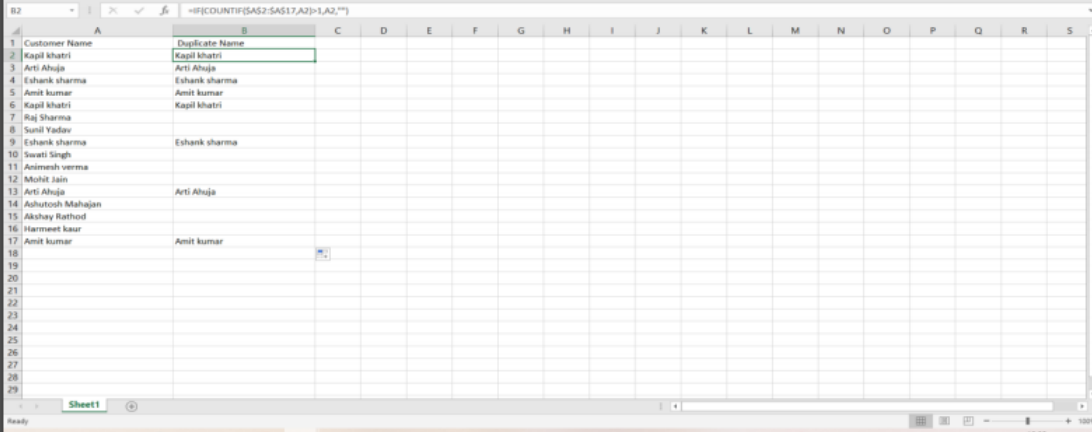 B2 =IF(COUNTIF($A$2:$A$17,A2)>1,A2,"")
A B C D E F G H I J K L M N O P Q R S
1 Customer Name Duplicate Name
2 Kapil khatri Kapil khatri
3 Arti Ahuja Arti Ahuja
4 Eshank sharma Eshank sharma
5 Amit kumar Amit kumar
6 Kapil khatri Kapil khatri
7 Raj Sharma
8 Sunil Yadav
9 Eshank sharma Eshank sharma
10 Swati Singh
11 Animesh verma
12 Mohit Jain
13 Arti Ahuja Arti Ahuja
14 Ashutosh Mahajan
15 Akshay Rathod
16 Harmeet kaur
17 Amit kumar Amit kumar
18
19
20
21
22
23
24
25
26
27
28
29
Sheet1
Ready